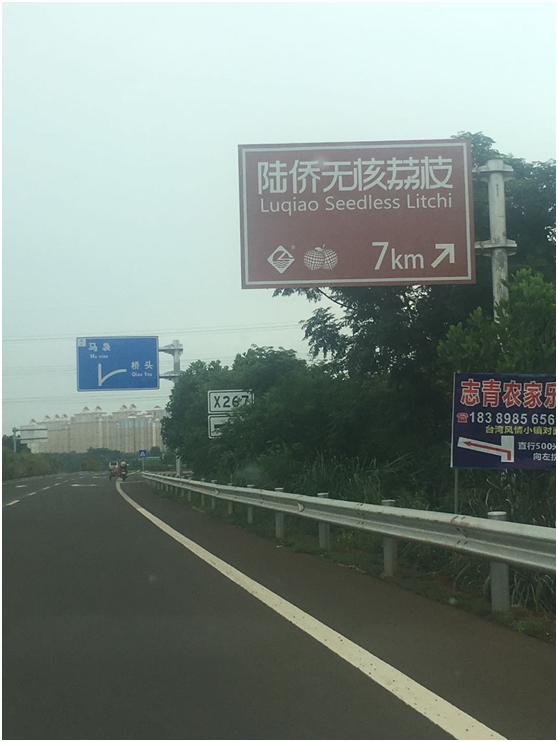 陆侨无核荔枝
Luqiao Seedless Litchi
7km
马袅
Ma niao
桥头
Qiao tou
X267
志青农家乐
183 8985 656
台湾风情小镇对
直行500
向左